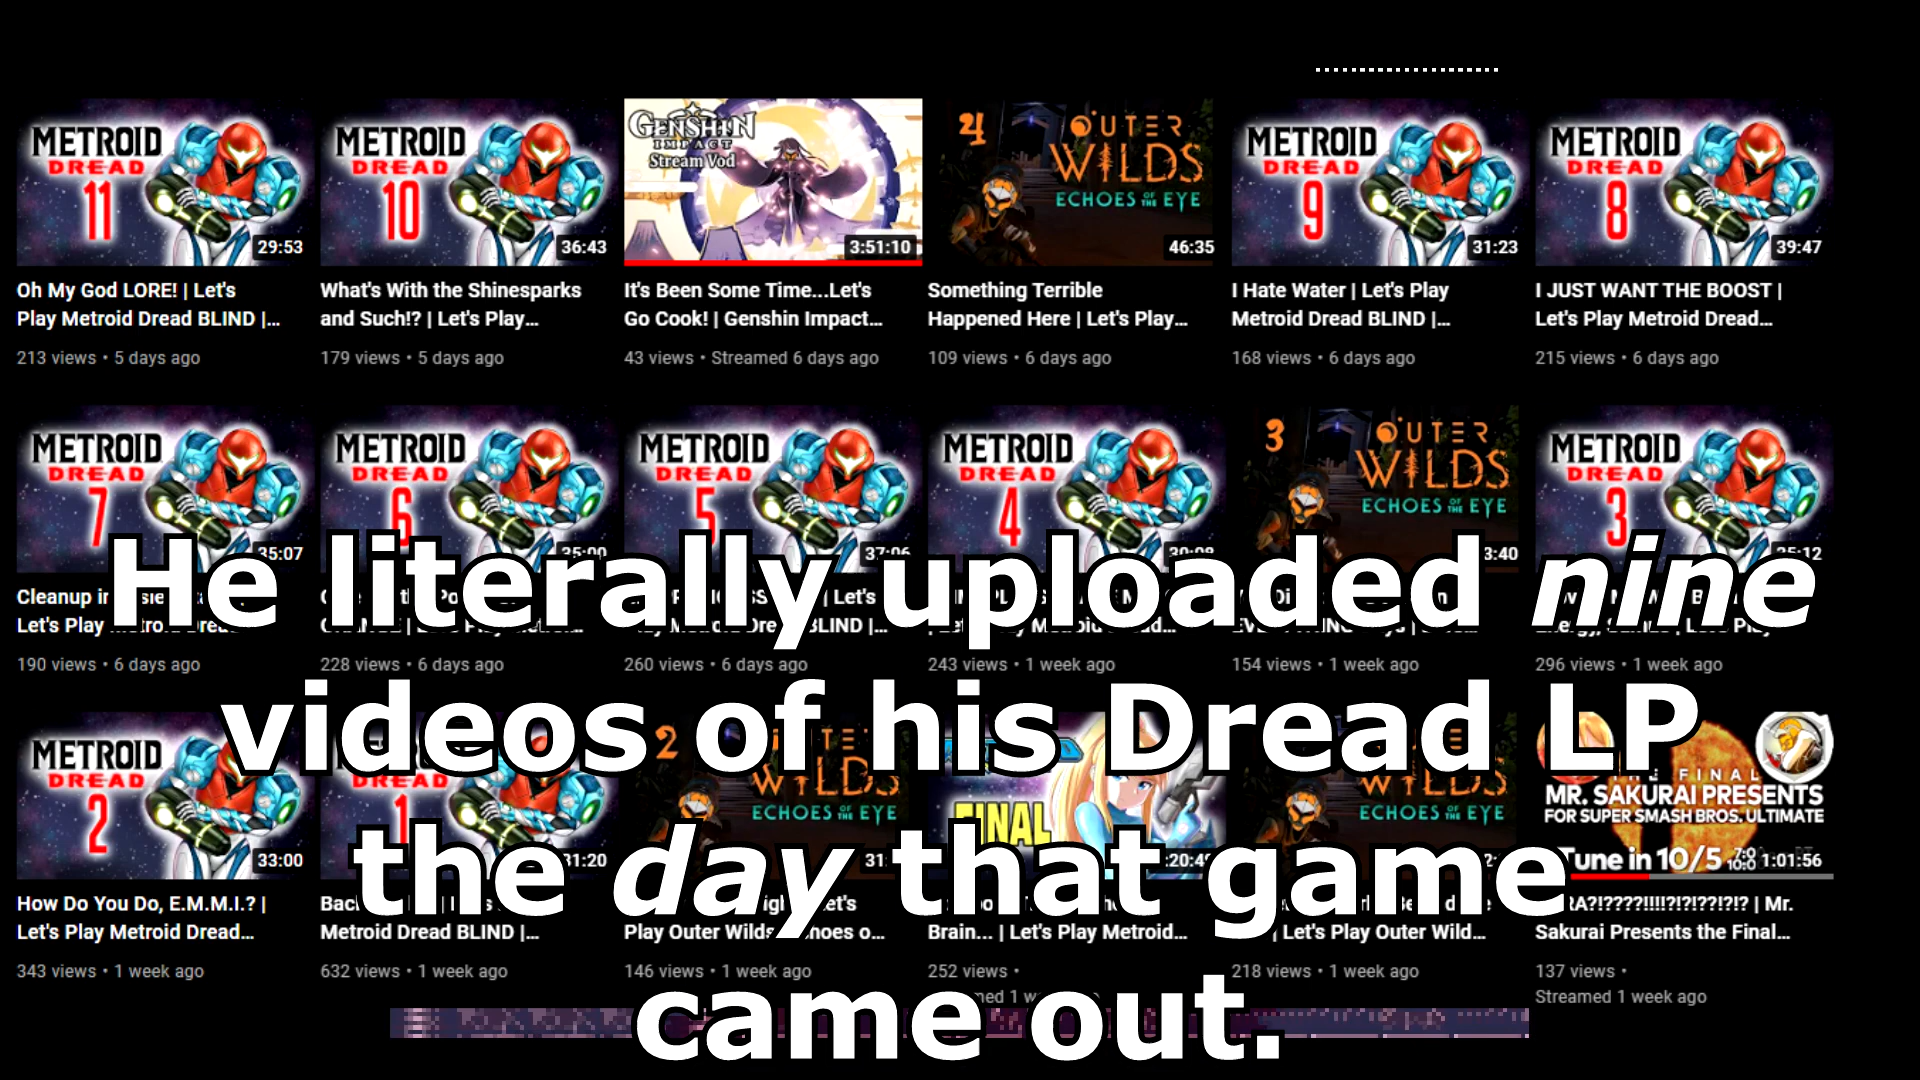 METROID
DREAD
11
29:53
Oh My God LORE! | Let's
Play Metroid Dread BLIND |...
213 views • 5 days ago
METROID
DREAD
10
36:43
What's With the Shinesparks
and Such!? | Let's Play...
179 views • 5 days ago
GENSHIN
IMPACT
Stream Vod
3:51:10
It's Been Some Time...Let's
Go Cook! | Genshin Impact...
43 views • Streamed 6 days ago
4
OUTER
WILDS
ECHOES OF THE EYE
46:35
Something Terrible
Happened Here | Let's Play...
109 views • 6 days ago
METROID
DREAD
9
31:23
I Hate Water | Let's Play
Metroid Dread BLIND |...
168 views • 6 days ago
METROID
DREAD
8
39:47
I JUST WANT THE BOOST |
Let's Play Metroid Dread...
215 views • 6 days ago
METROID
DREAD
7
35:07
Cleanup
Let's Play
190 views • 6 days ago
METROID
DREAD
6
228 views • 6 days ago
METROID
DREAD
5
BLIND |...
260 views • 6 days ago
METROID
DREAD
4
243 views • 1 week ago
3
OUTER
WILDS
ECHOES OF THE EYE
154 views • 1 week ago
METROID
DREAD
3
296 views • 1 week ago
He literally uploaded nine
videos of his Dread LP
the day that game
came out.
METROID
DREAD
2
33:00
How Do You Do, E.M.M.I.? |
Let's Play Metroid Dread...
343 views • 1 week ago
DREAD
1
31:20
Metroid Dread BLIND |...
632 views • 1 week ago
2
WILDS
ECHOES OF THE EYE
Play Outer Wilds
146 views • 1 week ago
FINAL
Brain... | Let's Play Metroid...
252 views •
WILDS
ECHOES OF THE EYE
| Let's Play Outer Wild...
218 views • 1 week ago
THE FINAL
MR. SAKURAI PRESENTS
FOR SUPER SMASH BROS. ULTIMATE
Tune in 10/5
1:01:56
| Mr.
Sakurai Presents the Final...
137 views •
Streamed 1 week ago